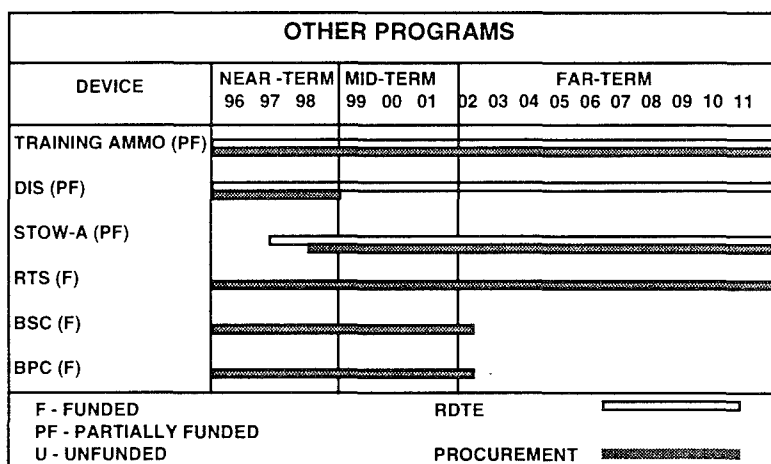 OTHER PROGRAMS
DEVICE
NEAR -TERM MID-TERM FAR-TERM
96 97 98 99 00 01 02 03 04 05 06 07 08 09 10 11
TRAINING AMMO (PF)
DIS (PF)
STOW-A (PF)
RTS (F)
BSC (F)
BPC (F)
F - FUNDED RDTE
PF - PARTIALLY FUNDED
U - UNFUNDED PROCUREMENT